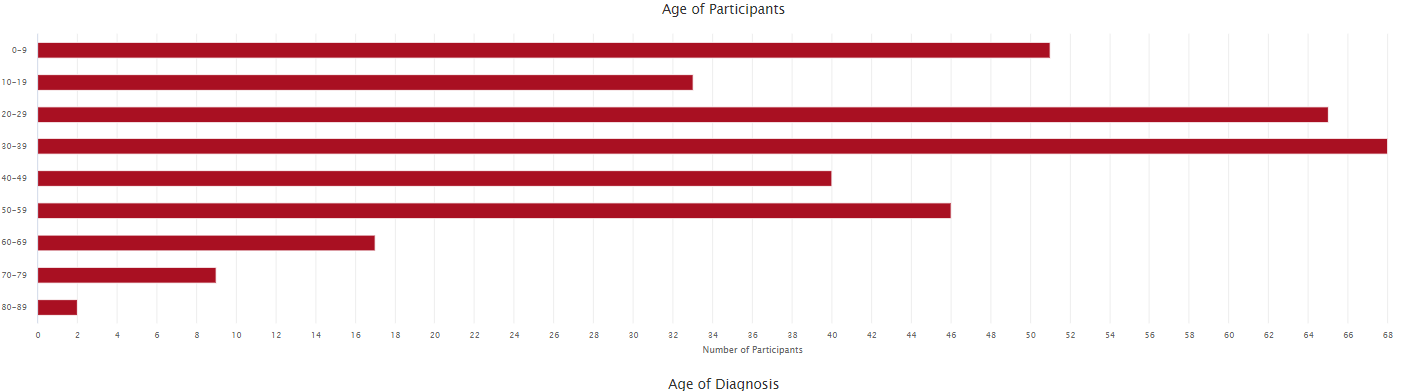 Age of Participants
0-9
10-19
20-29
30-39
40-49
50-59
60-69
70-79
80-89
0 2 4 6 8 10 12 14 16 18 20 22 24 26 28 30 32 34 36 38 40 42 44 46 48 50 52 54 56 58 60 62 64 66 68
Number of Participants
Age of Diagnosis